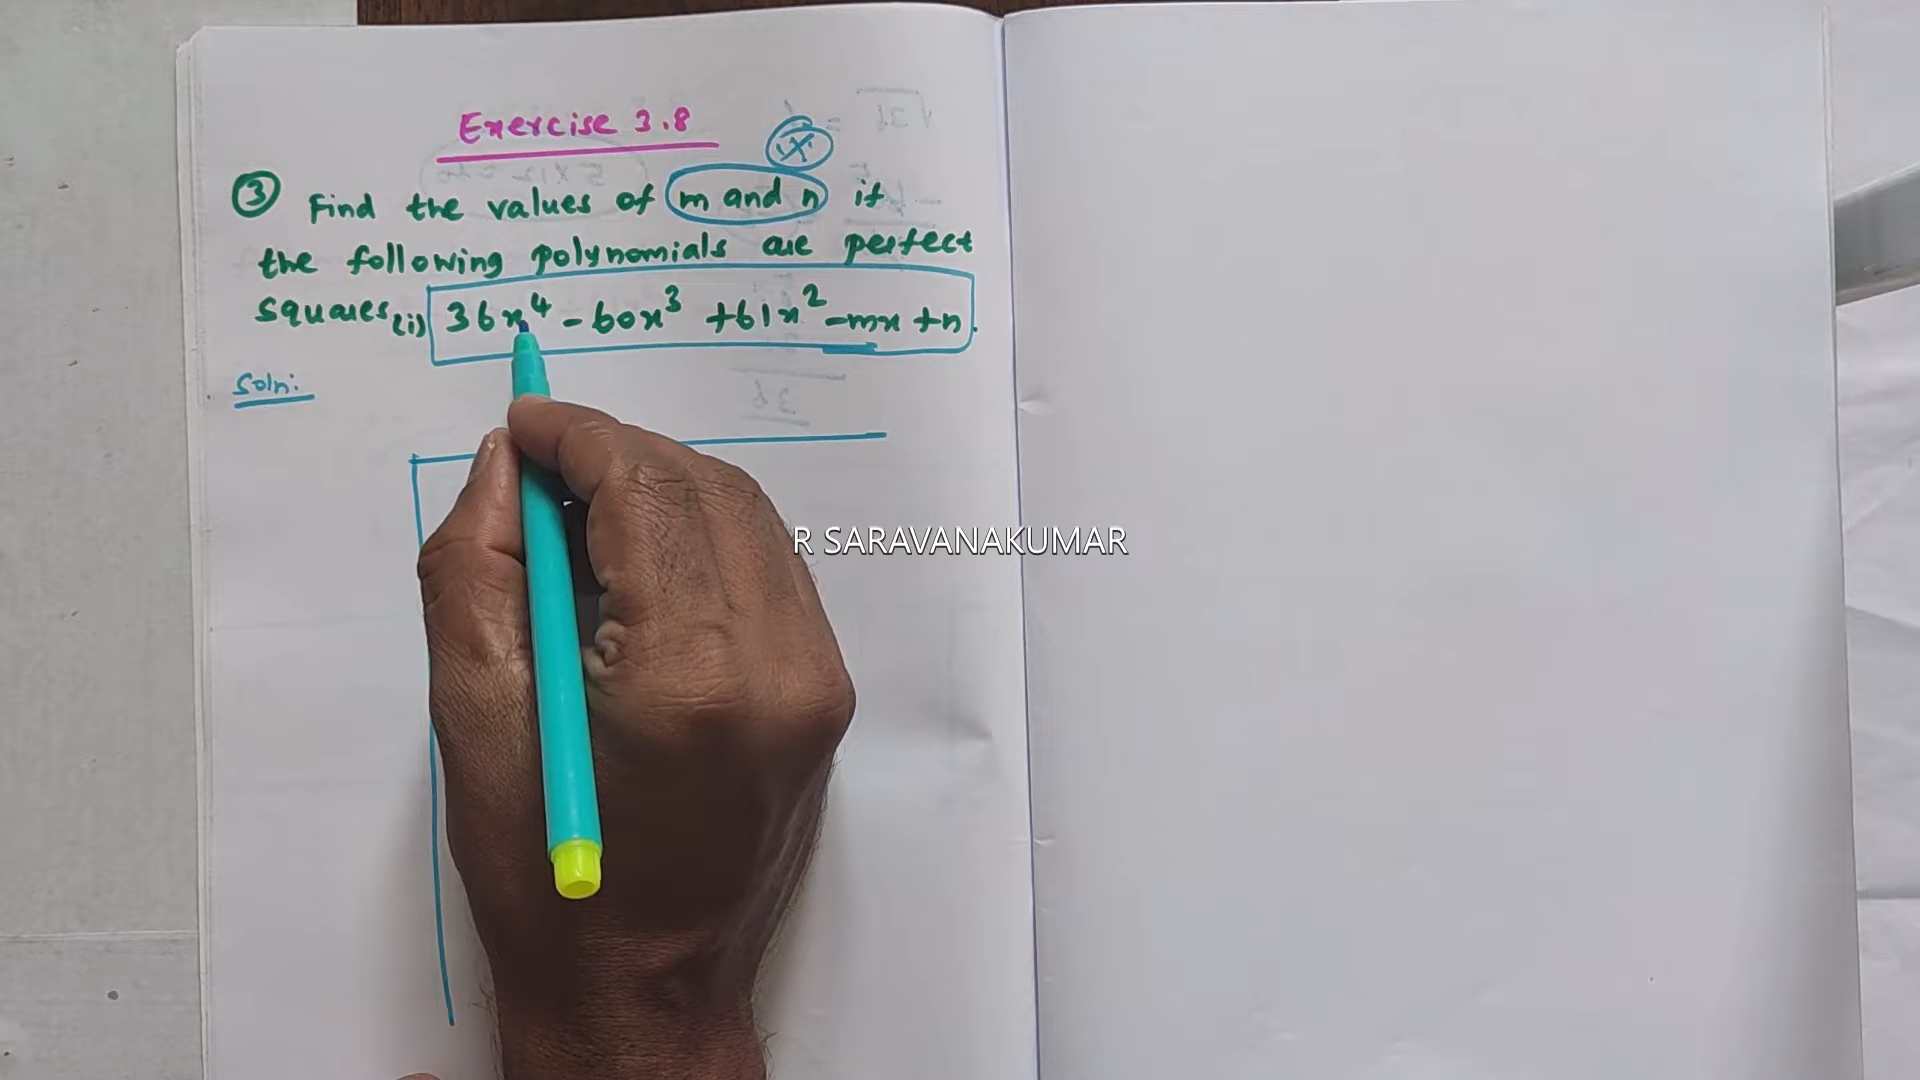 Exercise 3.8
③ Find the values of m and n if
the following polynomials are perfect
squares (i) 36x⁴ - 60x³ + 61x² - mx + n.
Soln:
R SARAVANAKUMAR